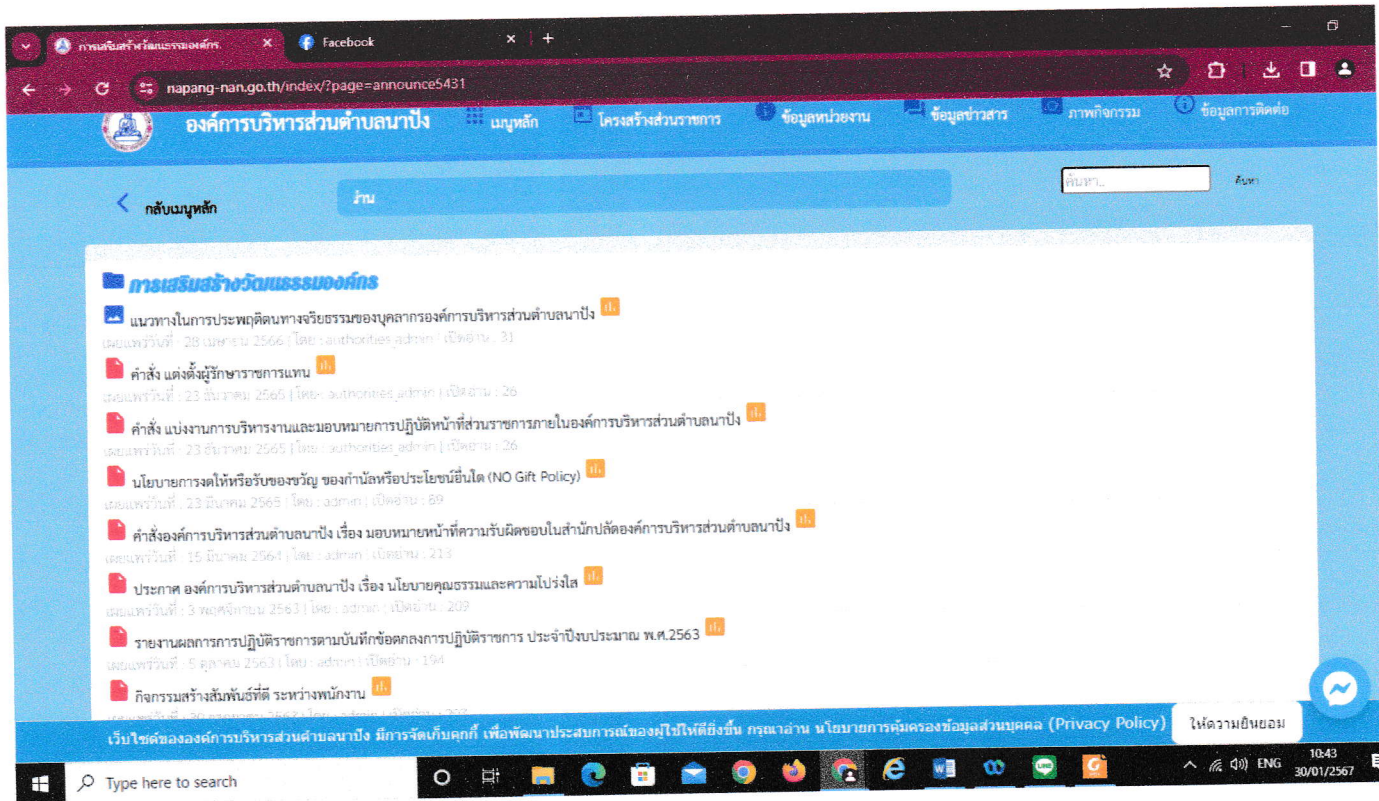 การเสริมสร้างวัฒนธรรมองค์กร
Facebook
napang-nan.go.th/index/?page=announce5431
องค์การบริหารส่วนตำบลนาปัง
เมนูหลัก
โครงสร้างส่วนราชการ
ข้อมูลหน่วยงาน
ข้อมูลข่าวสาร
ภาพกิจกรรม
ข้อมูลการติดต่อ
กลับเมนูหลัก
ค้นหา..
ค้นหา
การเสริมสร้างวัฒนธรรมองค์กร
แนวทางในการประพฤติตนทางจริยธรรมของบุคลากรองค์การบริหารส่วนตำบลนาปัง
เผยแพร่วันที่ : 28 เมษายน 2566 | โดย : authorities_admin | เปิดอ่าน : 31
คำสั่ง แต่งตั้งผู้รักษาราชการแทน
เผยแพร่วันที่ : 23 ธันวาคม 2565 | โดย : authorities_admin | เปิดอ่าน : 26
คำสั่ง แบ่งงานการบริหารงานและมอบหมายการปฏิบัติหน้าที่ส่วนราชการภายในองค์การบริหารส่วนตำบลนาปัง
เผยแพร่วันที่ : 23 ธันวาคม 2565 | โดย : authorities_admin | เปิดอ่าน : 26
นโยบายการงดให้หรือรับของขวัญ ของกำนัลหรือประโยชน์อื่นใด (NO Gift Policy)
เผยแพร่วันที่ : 23 มีนาคม 2565 | โดย : admin | เปิดอ่าน : 89
คำสั่งองค์การบริหารส่วนตำบลนาปัง เรื่อง มอบหมายหน้าที่ความรับผิดชอบในสำนักปลัดองค์การบริหารส่วนตำบลนาปัง
เผยแพร่วันที่ : 15 มีนาคม 2564 | โดย : admin | เปิดอ่าน : 213
ประกาศ องค์การบริหารส่วนตำบลนาปัง เรื่อง นโยบายคุณธรรมและความโปร่งใส
เผยแพร่วันที่ : 3 พฤศจิกายน 2563 | โดย : admin | เปิดอ่าน : 209
รายงานผลการการปฏิบัติราชการตามบันทึกข้อตกลงการปฏิบัติราชการ ประจำปีงบประมาณ พ.ศ.2563
เผยแพร่วันที่ : 5 ตุลาคม 2563 | โดย : admin | เปิดอ่าน : 194
กิจกรรมสร้างสัมพันธ์ที่ดี ระหว่างพนักงาน
เว็บไซต์ขององค์การบริหารส่วนตำบลนาปัง มีการจัดเก็บคุกกี้ เพื่อพัฒนาประสบการณ์ของผู้ใช้ให้ดียิ่งขึ้น กรุณาอ่าน นโยบายการคุ้มครองข้อมูลส่วนบุคคล (Privacy Policy)
ให้ความยินยอม
Type here to search
ENG
10:43
30/01/2567